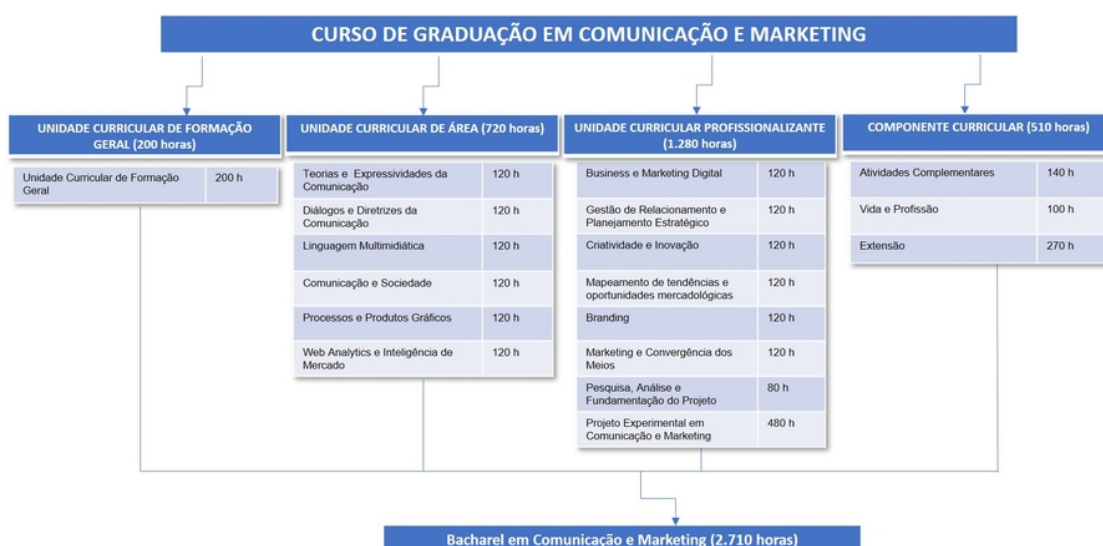 CURSO DE GRADUAÇÃO EM COMUNICAÇÃO E MARKETING
UNIDADE CURRICULAR DE FORMAÇÃO
GERAL (200 horas)
Unidade Curricular de Formação 200 h
Geral
UNIDADE CURRICULAR DE ÁREA (720 horas)
Teorias e Expressividades da 120 h
Comunicação
Diálogos e Diretrizes da 120 h
Comunicação
Linguagem Multimidiática 120 h
Comunicação e Sociedade 120 h
Processos e Produtos Gráficos 120 h
Web Analytics e Inteligência de 120 h
Mercado
UNIDADE CURRICULAR PROFISSIONALIZANTE
(1.280 horas)
Business e Marketing Digital 120 h
Gestão de Relacionamento e 120 h
Planejamento Estratégico
Criatividade e Inovação 120 h
Mapeamento de tendências e 120 h
oportunidades mercadológicas
Branding 120 h
Marketing e Convergência dos 120 h
Meios
Pesquisa, Análise e 80 h
Fundamentação do Projeto
Projeto Experimental em 480 h
Comunicação e Marketing
COMPONENTE CURRICULAR (510 horas)
Atividades Complementares 140 h
Vida e Profissão 100 h
Extensão 270 h
Bacharel em Comunicação e Marketing (2.710 horas)